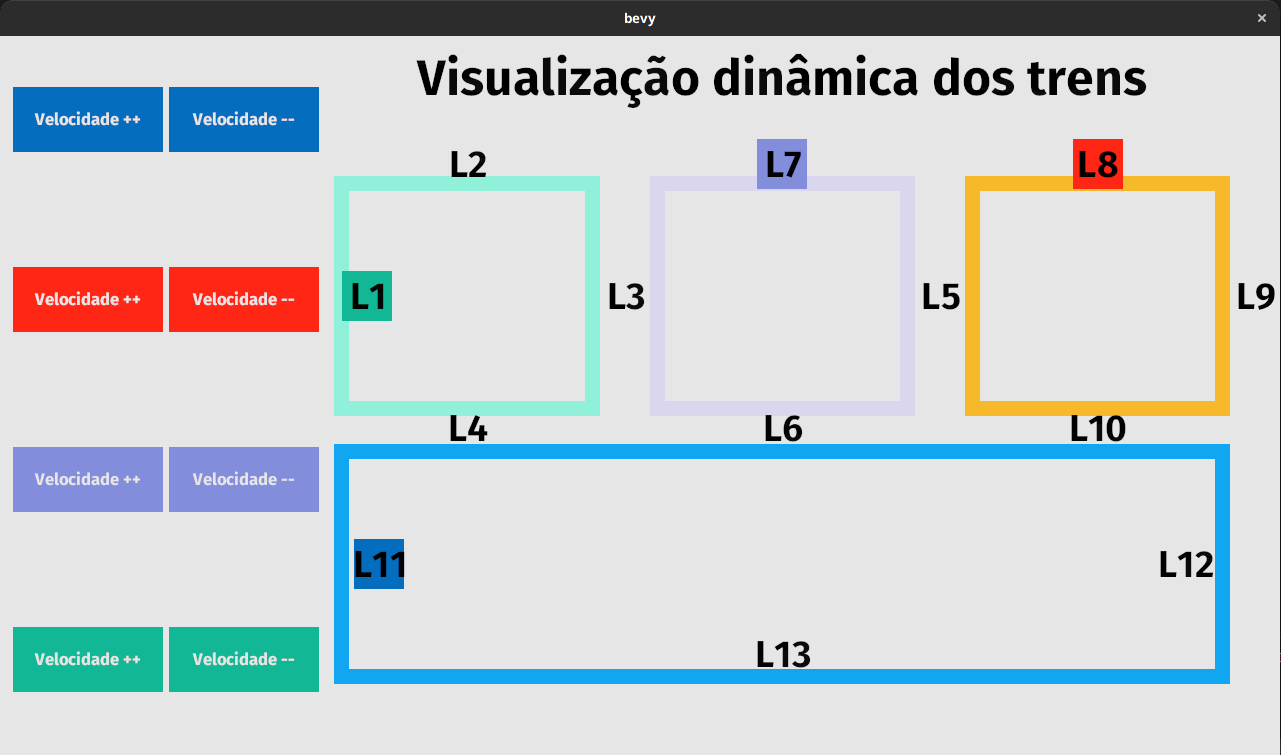 bevy
×
Visualização dinâmica dos trens
Velocidade ++
Velocidade --
L2
L7
L8
Velocidade ++
Velocidade --
L1
L3
L5
L9
L4
L6
L10
Velocidade ++
Velocidade --
L11
L12
L13
Velocidade ++
Velocidade --